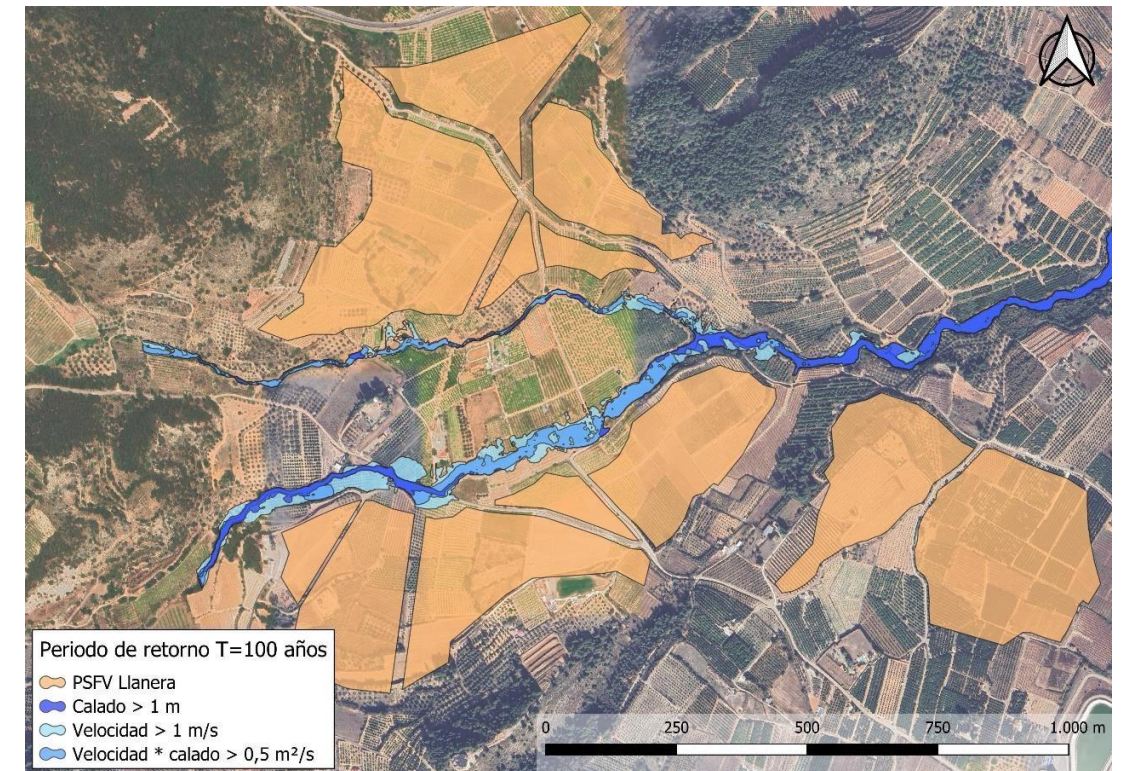 Periodo de retorno T=100 años
PSFV Llanera
Calado > 1 m
Velocidad > 1 m/s
Velocidad * calado > 0,5 m²/s
0 250 500 750 1.000 m